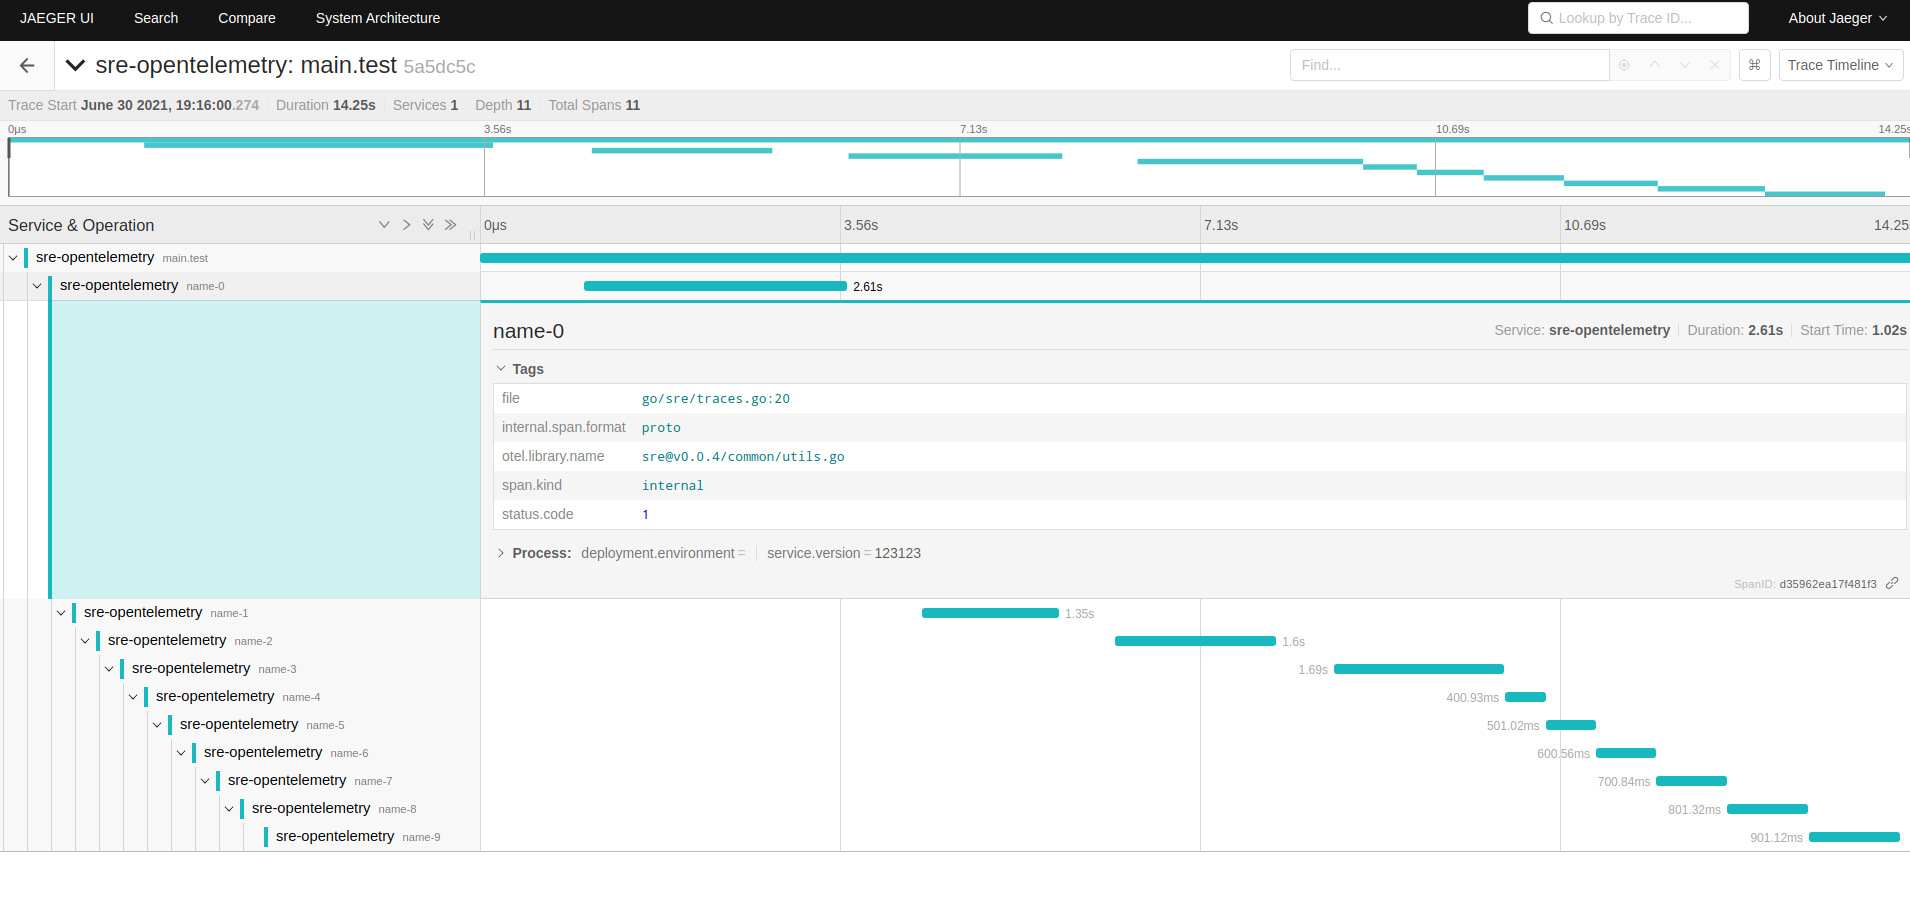 JAEGER UI Search Compare System Architecture Lookup by Trace ID... About Jaeger
sre-opentelemetry: main.test 5a5dc5c Find... ⌘ Trace Timeline
Trace Start June 30 2021, 19:16:00.274 Duration 14.25s Services 1 Depth 11 Total Spans 11
0μs 3.56s 7.13s 10.69s 14.25s
Service & Operation 0μs 3.56s 7.13s 10.69s 14.25
sre-opentelemetry main.test
sre-opentelemetry name-0 2.61s
name-0 Service: sre-opentelemetry Duration: 2.61s Start Time: 1.02s
Tags
file go/sre/traces.go:20
internal.span.format proto
otel.library.name sre@v0.0.4/common/utils.go
span.kind internal
status.code 1
Process: deployment.environment = service.version = 123123
SpanID: d35962ea17f481f3
sre-opentelemetry name-1 1.35s
sre-opentelemetry name-2 1.6s
sre-opentelemetry name-3 1.69s
sre-opentelemetry name-4 400.93ms
sre-opentelemetry name-5 501.02ms
sre-opentelemetry name-6 600.56ms
sre-opentelemetry name-7 700.84ms
sre-opentelemetry name-8 801.32ms
sre-opentelemetry name-9 901.12ms